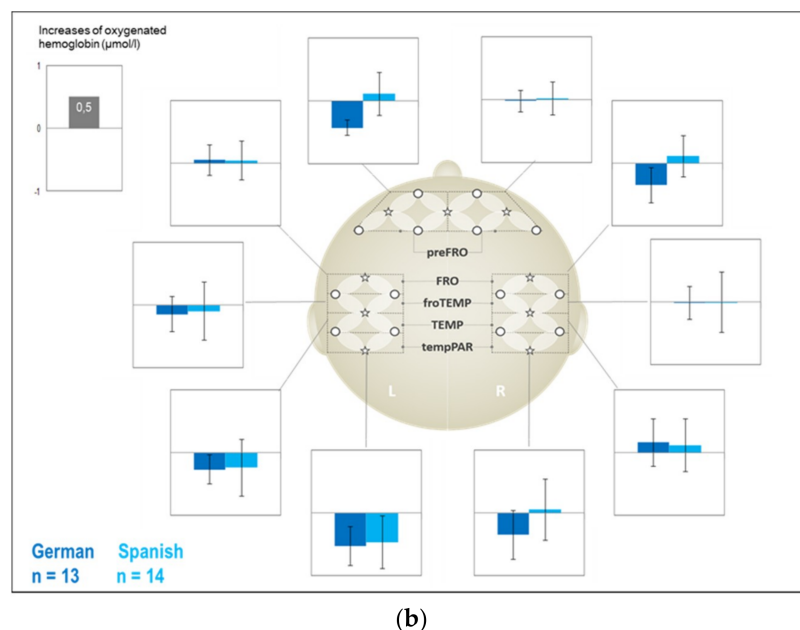 Increases of oxygenated
hemoglobin (µmol/l)
1
0,5
0
-1
preFRO
FRO
froTEMP
TEMP
tempPAR
L R
German Spanish
n = 13 n = 14
(b)